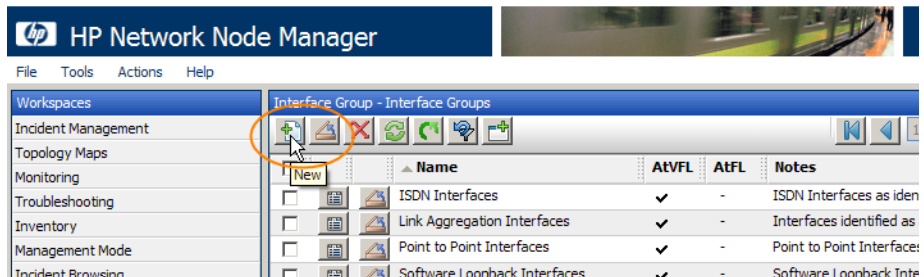 hp HP Network Node Manager
File Tools Actions Help
Workspaces
Incident Management
Topology Maps
Monitoring
Troubleshooting
Inventory
Management Mode
Incident Browsing
Interface Group - Interface Groups
1
New
Name AtVFL AtFL Notes
ISDN Interfaces - ISDN Interfaces as iden
Link Aggregation Interfaces - Interfaces identified as
Point to Point Interfaces - Point to Point Interfaces
Software Loopback Interfaces - Software Loopback Inte